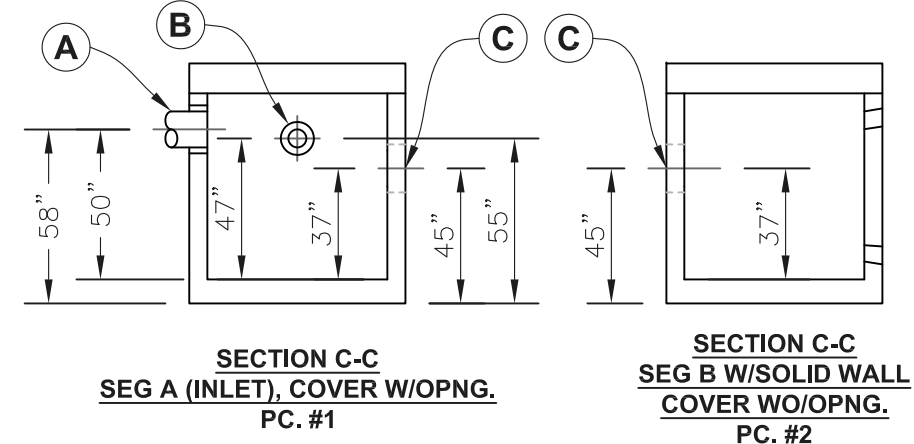 A
B
C
C
58”
50”
47”
37”
45”
55”
45”
37”
SECTION C-C
SEG A (INLET), COVER W/OPNG.
PC. #1
SECTION C-C
SEG B W/SOLID WALL
COVER WO/OPNG.
PC. #2